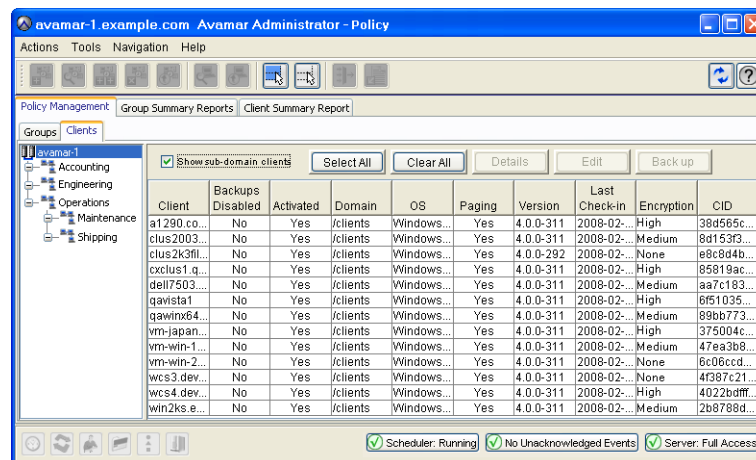 avamar-1.example.com Avamar Administrator - Policy
Actions Tools Navigation Help
Policy Management Group Summary Reports Client Summary Report
Groups Clients
avamar-1
Accounting
Engineering
Operations
Maintenance
Shipping
Show sub-domain clients Select All Clear All Details Edit Back up
Client Backups Disabled Activated Domain OS Paging Version Last Check-in Encryption CID
a1290.co... No Yes /clients Windows... Yes 4.0.0-311 2008-02-... High 38d565c...
clus2003... No Yes /clients Windows... Yes 4.0.0-311 2008-02-... Medium 8d153f3...
clus2k3fil... No Yes /clients Windows... Yes 4.0.0-292 2008-02-... None e8c8d4b...
cxclus1.q... No Yes /clients Windows... Yes 4.0.0-311 2008-02-... High 85819ac...
dell7503.... No Yes /clients Windows... Yes 4.0.0-311 2008-02-... Medium aa7c183...
qavista1 No Yes /clients Windows... Yes 4.0.0-311 2008-02-... High 6f51035...
qawinx64... No Yes /clients Windows... Yes 4.0.0-311 2008-02-... Medium 89bb773...
vm-japan... No Yes /clients Windows... Yes 4.0.0-311 2008-02-... High 375004c...
vm-win-1... No Yes /clients Windows... Yes 4.0.0-311 2008-02-... Medium 47ea3b8...
vm-win-2... No Yes /clients Windows... Yes 4.0.0-311 2008-02-... None 6c06ccd...
wcs3.dev... No Yes /clients Windows... Yes 4.0.0-311 2008-02-... None 4f387c21...
wcs4.dev... No Yes /clients Windows... Yes 4.0.0-311 2008-02-... High 4022bdfff...
win2ks.e... No Yes /clients Windows... Yes 4.0.0-311 2008-02-... Medium 2b8788d...
Scheduler: Running No Unacknowledged Events Server: Full Access